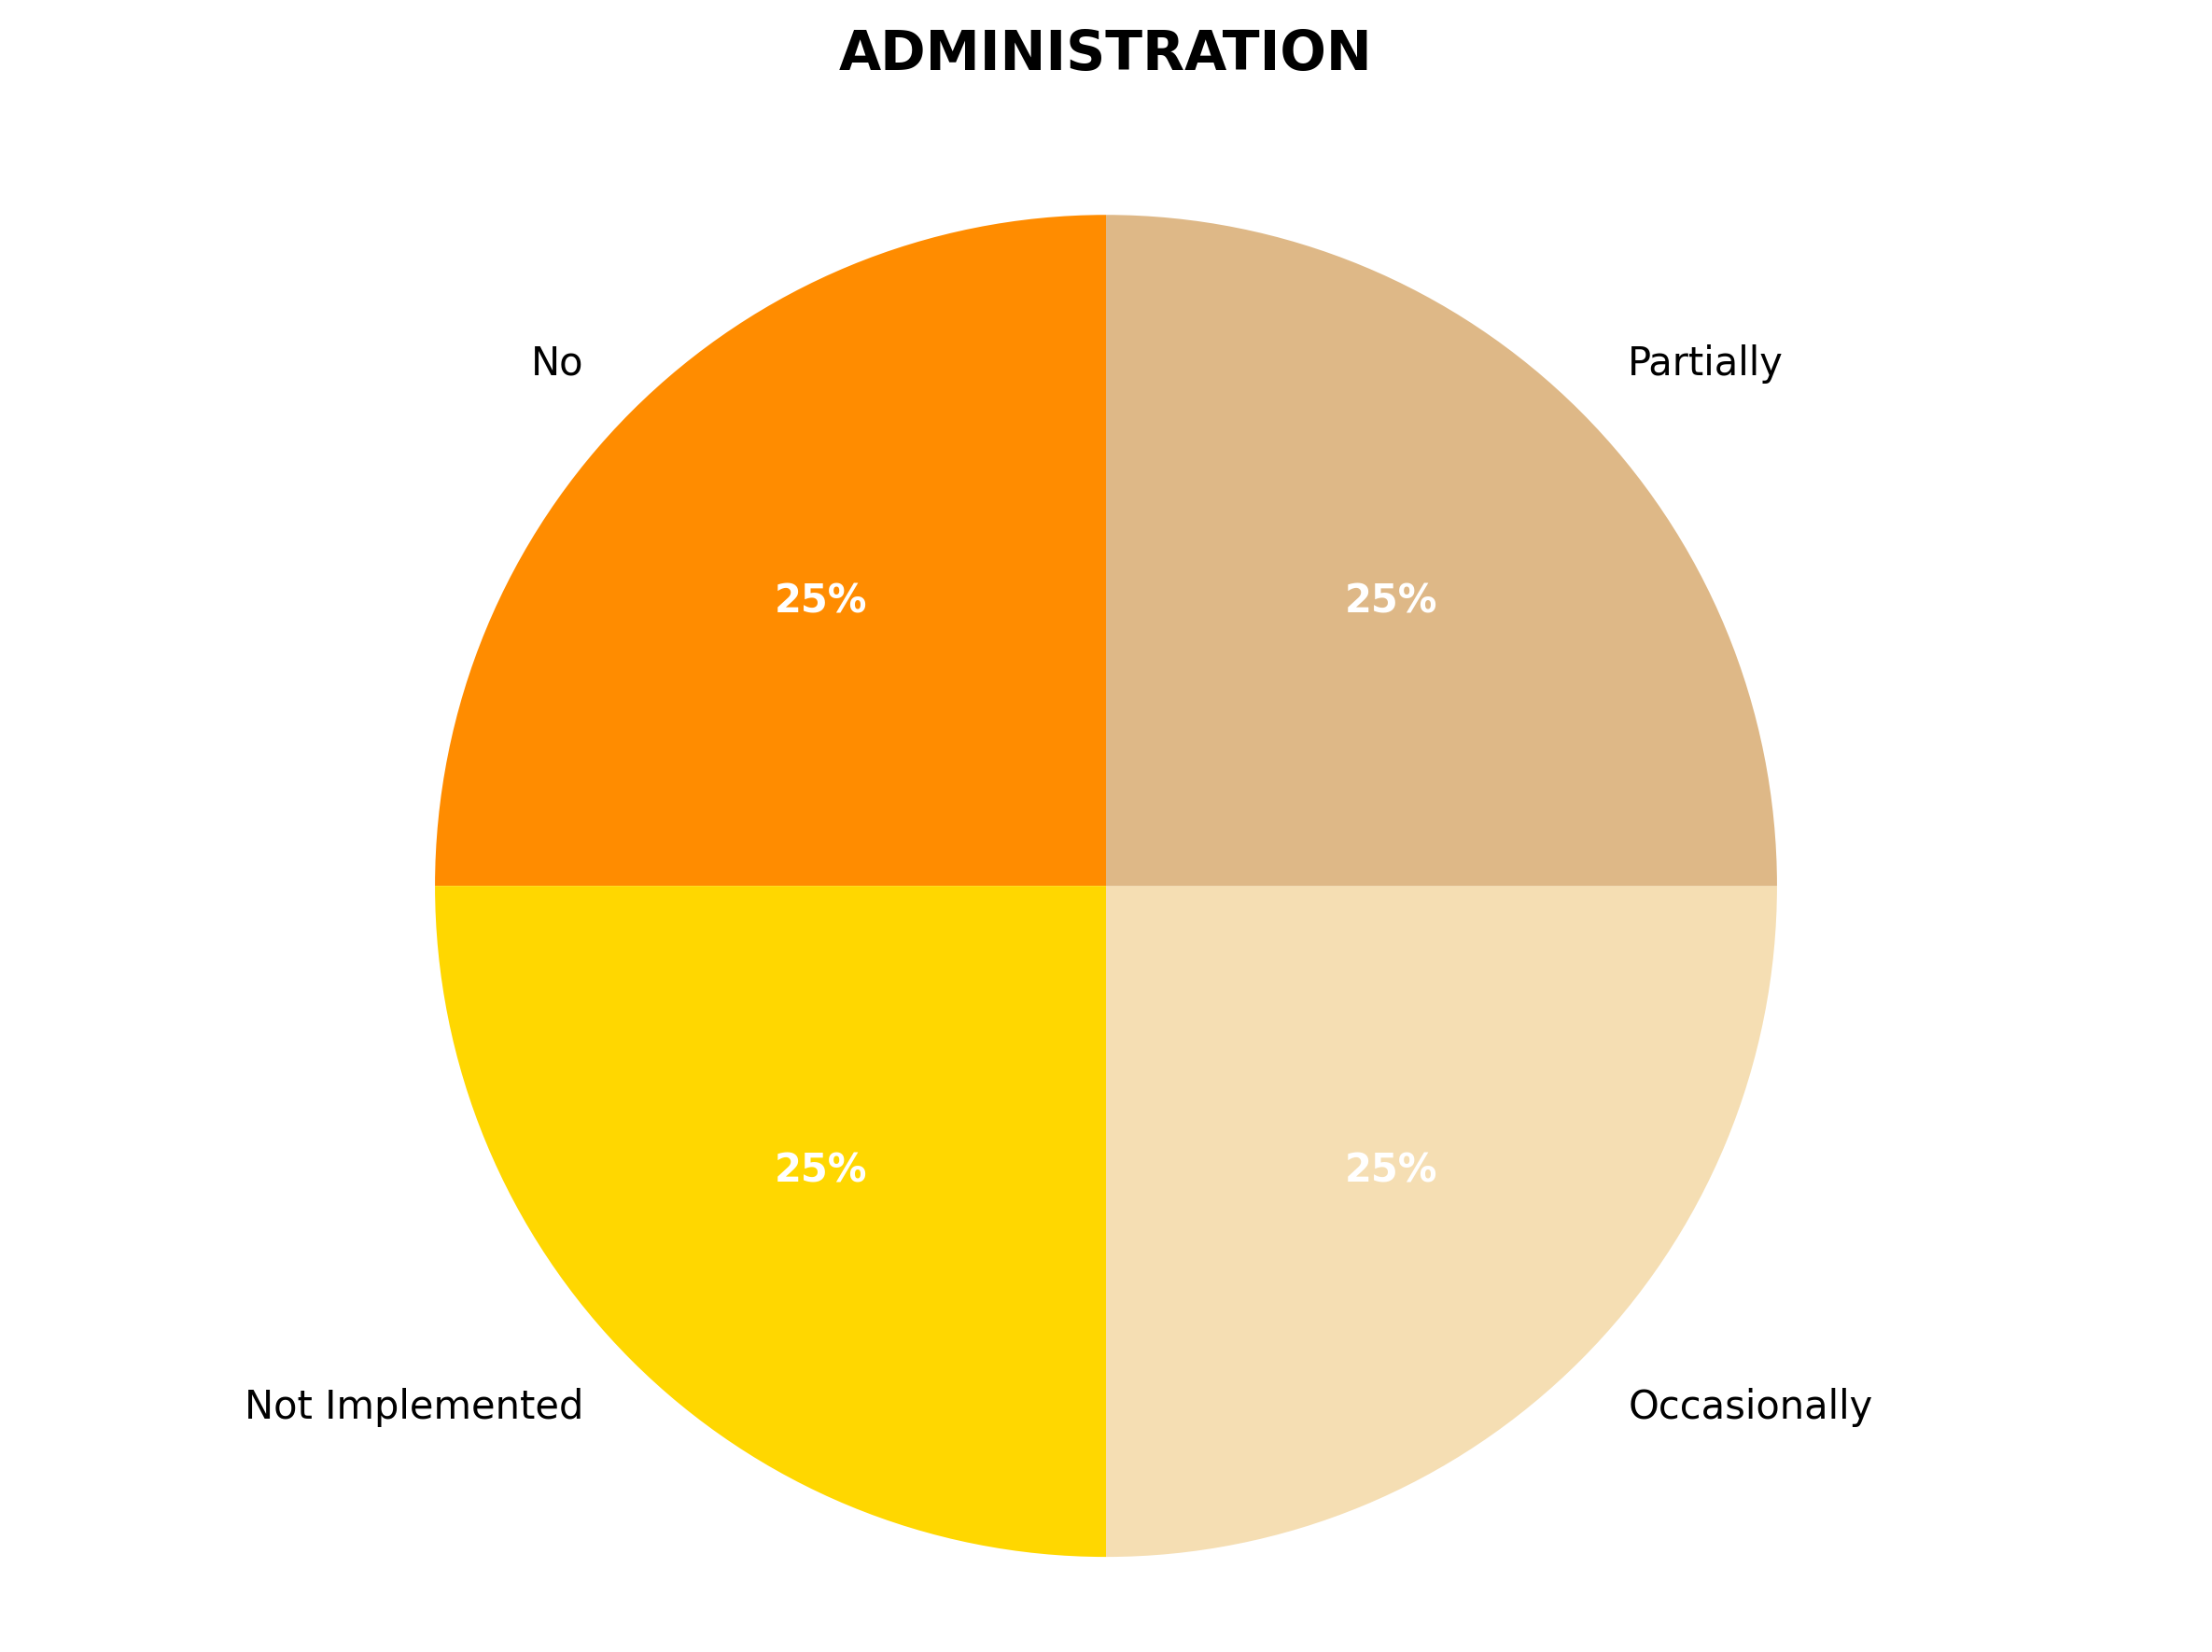 ADMINISTRATION
No
Partially
25%
25%
25%
25%
Not Implemented
Occasionally